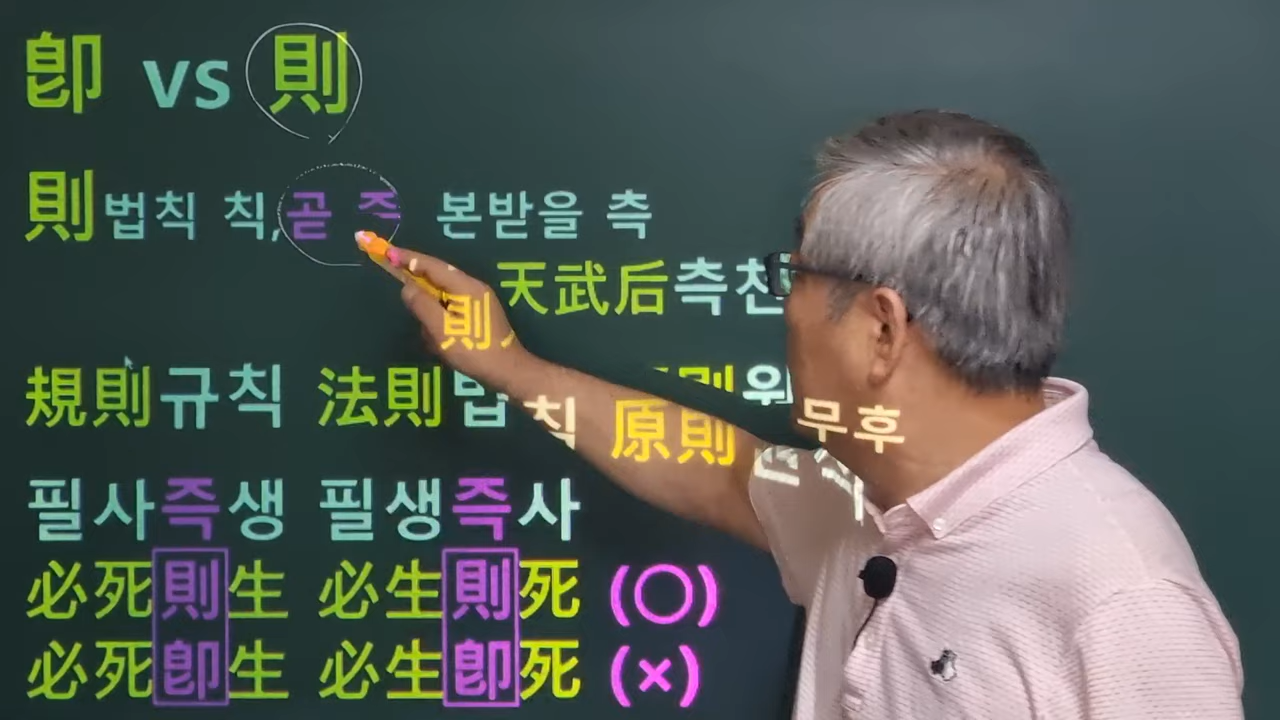 卽 vs 則
則법칙 칙, 곧 즉 본받을 측
則天武后측천무후
規則규칙 法則법칙 原則원칙
필사즉생 필생즉사
必死則生 必生則死 (○)
必死卽生 必生卽死 (×)